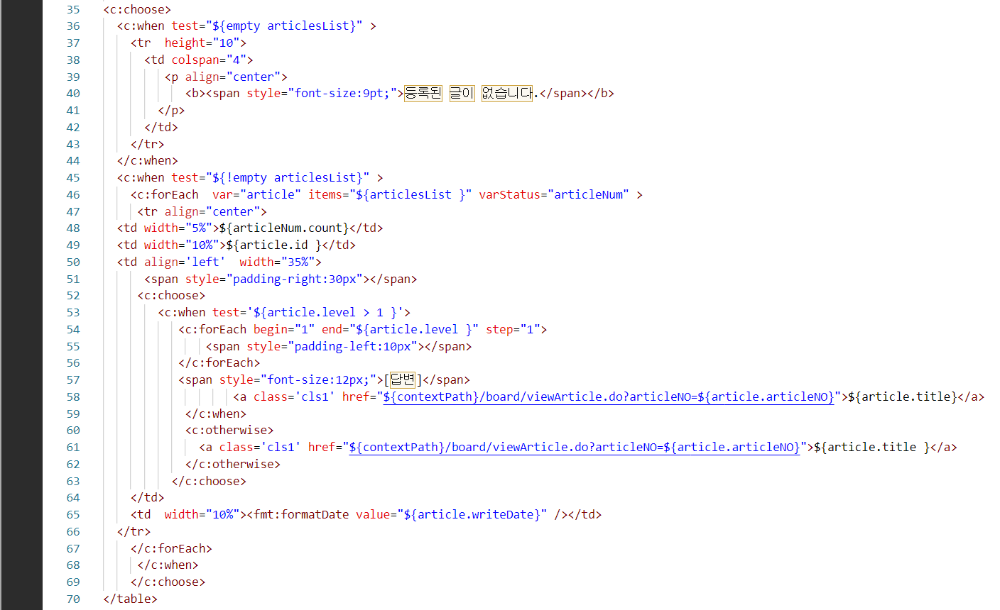 35 <c:choose>
36 <c:when test="${empty articlesList}" >
37 <tr  height="10">
38 <td colspan="4">
39 <p align="center">
40 <b><span style="font-size:9pt;">등록된 글이 없습니다.</span></b>
41 </p>
42 </td>
43 </tr>
44 </c:when>
45 <c:when test="${!empty articlesList}" >
46 <c:forEach  var="article" items="${articlesList }" varStatus="articleNum" >
47 <tr align="center">
48 <td width="5%">${articleNum.count}</td>
49 <td width="10%">${article.id }</td>
50 <td align='left'  width="35%">
51 <span style="padding-right:30px"></span>
52 <c:choose>
53 <c:when test='${article.level > 1 }'>
54 <c:forEach begin="1" end="${article.level }" step="1">
55 <span style="padding-left:10px"></span>
56 </c:forEach>
57 <span style="font-size:12px;">[답변]</span>
58 <a class='cls1' href="${contextPath}/board/viewArticle.do?articleNO=${article.articleNO}">${article.title}</a>
59 </c:when>
60 <c:otherwise>
61 <a class='cls1' href="${contextPath}/board/viewArticle.do?articleNO=${article.articleNO}">${article.title }</a>
62 </c:otherwise>
63 </c:choose>
64 </td>
65 <td  width="10%"><fmt:formatDate value="${article.writeDate}" /></td>
66 </tr>
67 </c:forEach>
68 </c:when>
69 </c:choose>
70 </table>